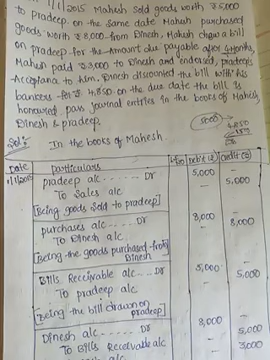 1/1/2015 Mahesh Sold goods worth ₹5,000
to Pradeep on the same date Mahesh purchased
goods worth ₹8,000 from Dinesh, Mahesh drew a bill
on pradeep for the amount due payable after
Mahesh paid ₹3,000 to Dinesh and endorsed, pradeep's
to him, Dinesh discounted the bill with his
bankers for ₹4,850 on the due date the bill is
honoured pass journal entries in the books of Mahesh,
Dinesh & pradeep.
In the books of Mahesh.
Date particulars Debit (₹) credit (₹)
1/1/2015 pradeep a/c ..... Dr 5,000 -
To Sales a/c - 5,000
[Being goods Sold to pradeep]
purchases a/c .... Dr 8,000 -
To Dinesh a/c - 8,000
[Being the goods purchased from
Dinesh
Bills Receivable a/c .... Dr 5,000 -
To pradeep a/c - 5,000
[Being the bill drawn on
pradeep]
Dinesh a/c .... Dr 8,000 -
To Bills Receivable a/c - 5,000
- 3,000